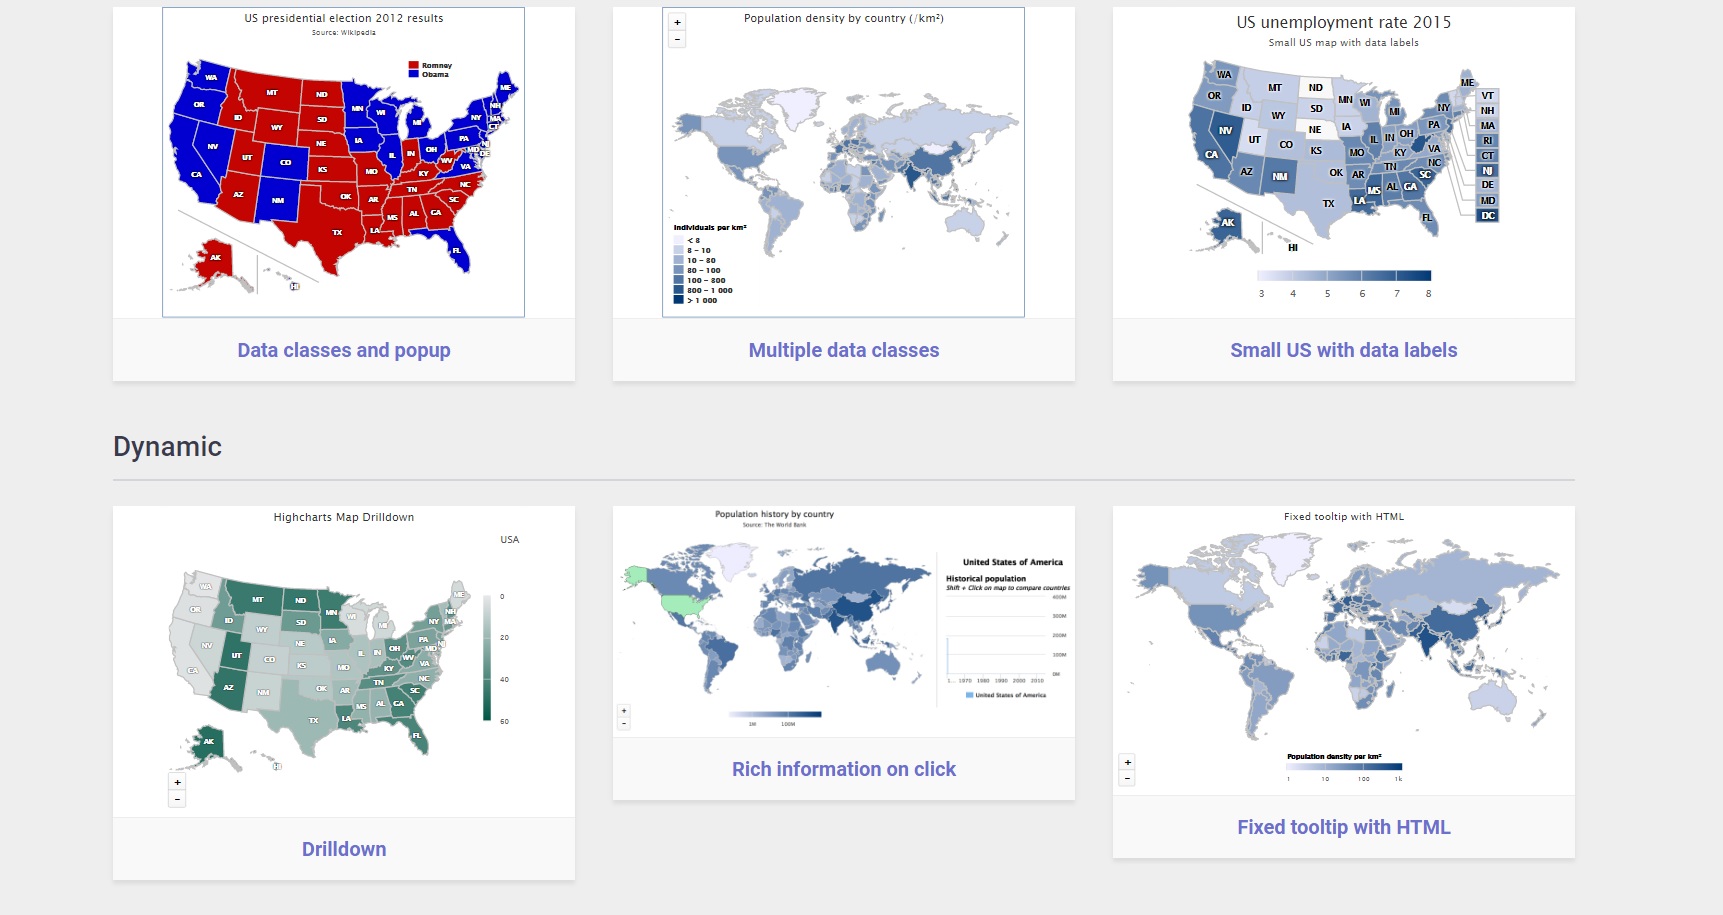 US presidential election 2012 results
Source: Wikipedia
Romney
Obama
WA
OR
CA
NV
ID
MT
WY
UT
AZ
CO
NM
ND
SD
NE
KS
OK
TX
MN
IA
MO
AR
LA
WI
IL
MS
MI
IN
OH
KY
TN
AL
GA
FL
SC
NC
VA
WV
PA
NY
ME
NH
MA
CT
NJ
MD
DE
AK
HI
Data classes and popup
Population density by country (/km²)
+
−
Individuals per km²
< 8
8 – 10
10 – 80
80 – 100
100 – 800
800 – 1 000
> 1 000
Multiple data classes
US unemployment rate 2015
Small US map with data labels
WA
OR
CA
NV
ID
MT
WY
UT
AZ
CO
NM
ND
SD
NE
KS
OK
TX
MN
IA
MO
AR
LA
WI
IL
MS
MI
IN
OH
KY
TN
AL
GA
FL
SC
NC
VA
PA
NY
ME
VT
NH
MA
RI
CT
NJ
DE
MD
DC
AK
HI
3 4 5 6 7 8
Small US with data labels
Dynamic
Highcharts Map Drilldown
USA
WA
OR
CA
NV
ID
MT
WY
UT
AZ
CO
NM
ND
SD
NE
KS
OK
TX
MN
IA
MO
AR
LA
WI
IL
MS
MI
IN
OH
KY
TN
AL
GA
FL
SC
NC
VA
WV
PA
NY
ME
NH
MA
NJ
MD
AK
HI
0
20
40
60
+
−
Drilldown
Population history by country
Source: The World Bank
United States of America
Historical population
Shift + Click on map to compare countries
400M
300M
200M
100M
0M
1... 1970 1980 1990 2000 2010
United States of America
+
−
1M 100M
Rich information on click
Fixed tooltip with HTML
+
−
Population density per km²
1 10 100 1k
Fixed tooltip with HTML